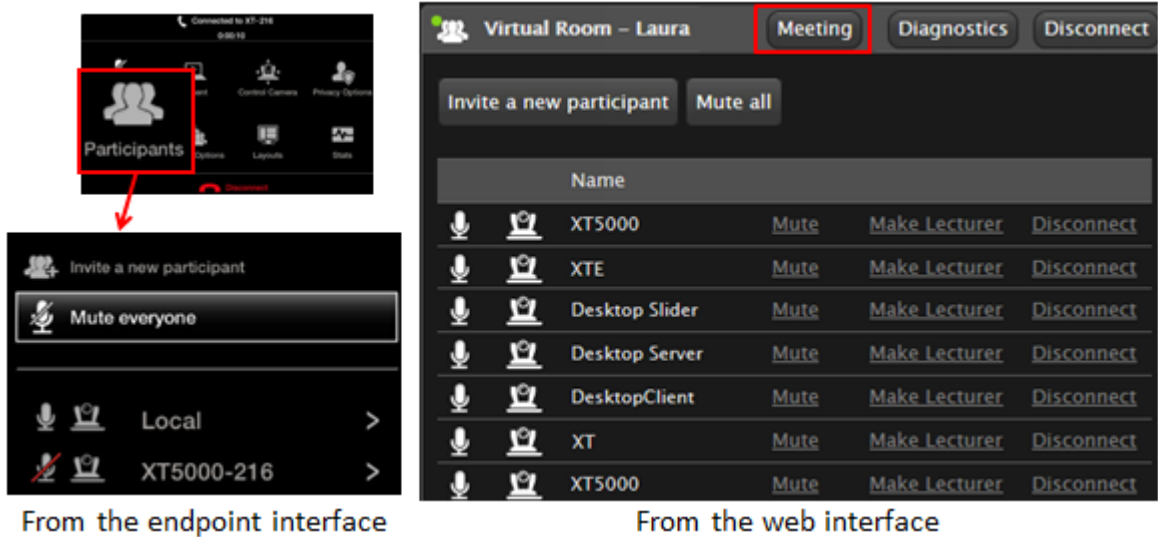 Connected to XT-216
0:00:10
Control Camera
Privacy Options
Participants
Options
Layouts
Stats
Disconnect
Invite a new participant
Mute everyone
Local >
XT5000-216 >
From the endpoint interface
Virtual Room – Laura Meeting Diagnostics Disconnect
Invite a new participant Mute all
Name
XT5000 Mute Make Lecturer Disconnect
XTE Mute Make Lecturer Disconnect
Desktop Slider Mute Make Lecturer Disconnect
Desktop Server Mute Make Lecturer Disconnect
DesktopClient Mute Make Lecturer Disconnect
XT Mute Make Lecturer Disconnect
XT5000 Mute Make Lecturer Disconnect
From the web interface